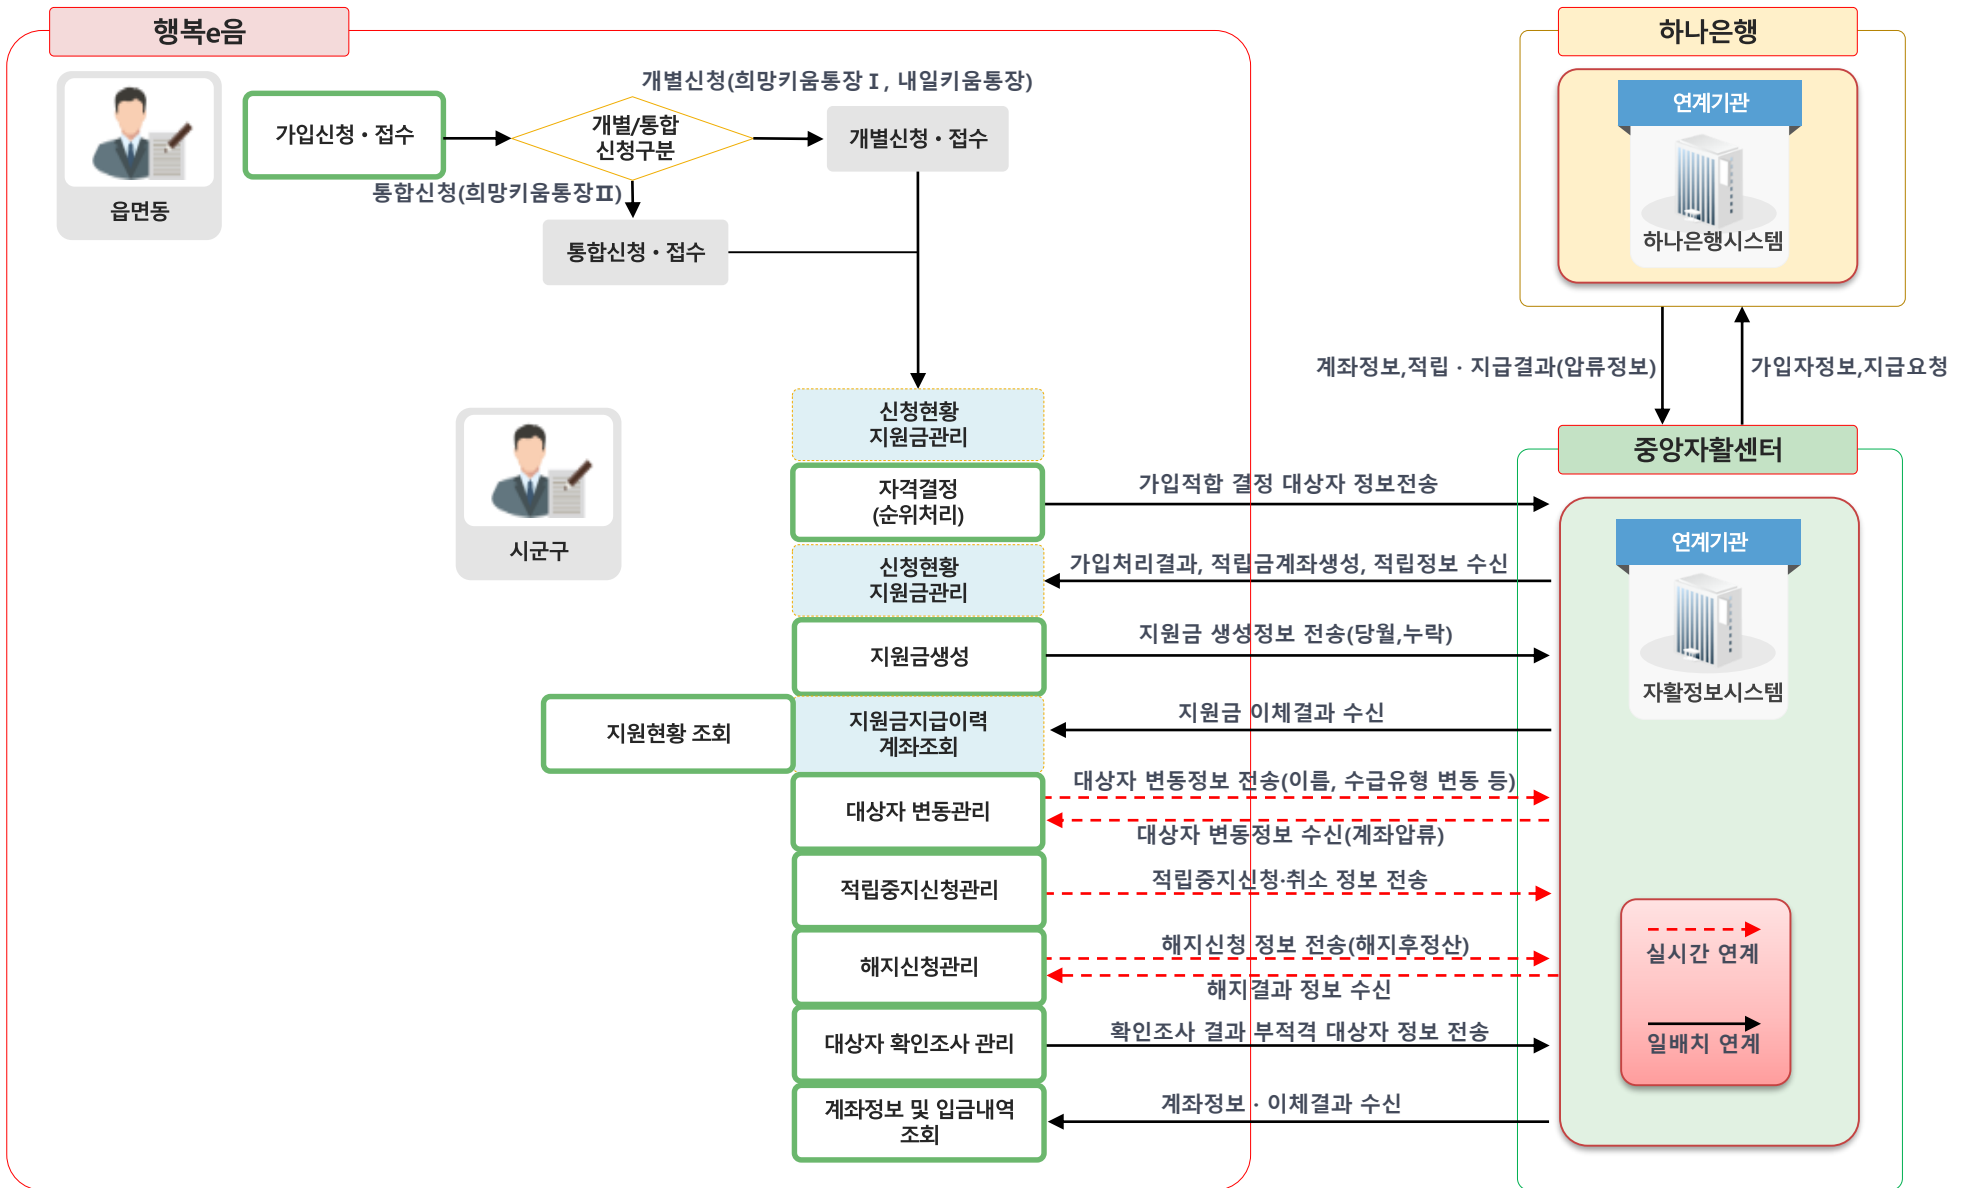 행복e음
하나은행
개별신청(희망키움통장Ⅰ, 내일키움통장)
가입신청・접수
개별/통합
신청구분
개별신청・접수
읍면동
통합신청(희망키움통장Ⅱ)
통합신청・접수
연계기관
하나은행시스템
계좌정보,적립 · 지급결과(압류정보)
가입자정보,지급요청
시군구
신청현황
지원금관리
중앙자활센터
자격결정
(순위처리)
가입적합 결정 대상자 정보전송
연계기관
신청현황
지원금관리
가입처리결과, 적립금계좌생성, 적립정보 수신
지원금생성
지원금 생성정보 전송(당월,누락)
자활정보시스템
지원현황 조회
지원금지급이력
계좌조회
지원금 이체결과 수신
대상자 변동관리
대상자 변동정보 전송(이름, 수급유형 변동 등)
대상자 변동정보 수신(계좌압류)
적립중지신청관리
적립중지신청·취소 정보 전송
해지신청관리
해지신청 정보 전송(해지후정산)
해지결과 정보 수신
실시간 연계
대상자 확인조사 관리
확인조사 결과 부적격 대상자 정보 전송
일배치 연계
계좌정보 및 입금내역
조회
계좌정보 · 이체결과 수신